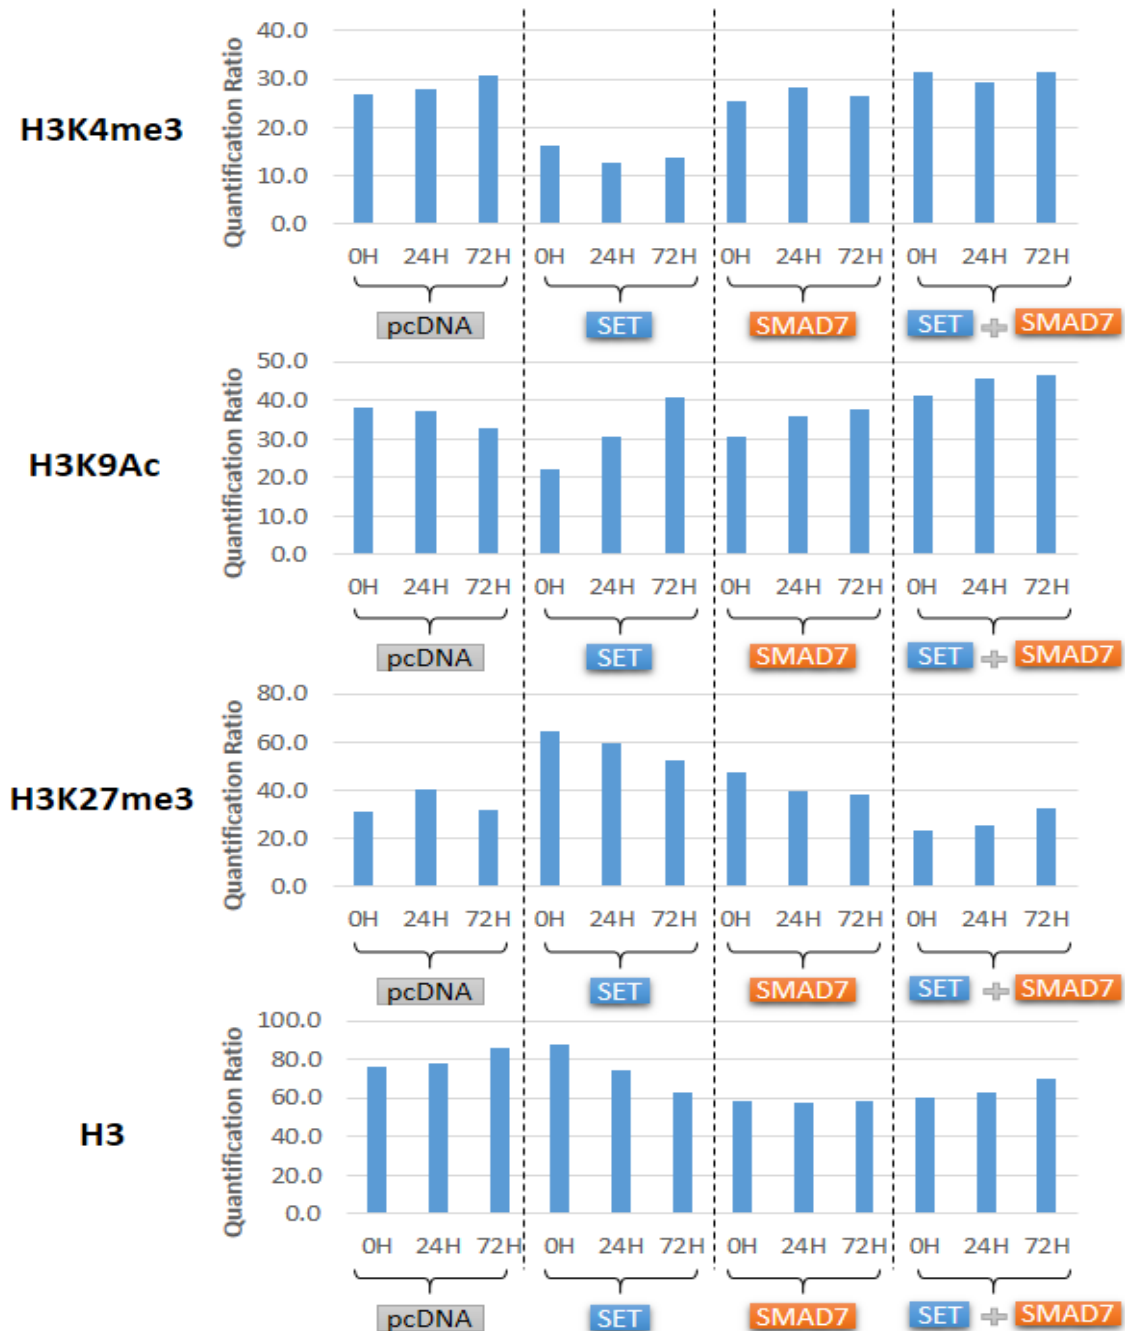 H3K4me3
Quantification Ratio
40.0
30.0
20.0
10.0
0.0
0H 24H 72H 0H 24H 72H 0H 24H 72H 0H 24H 72H
pcDNA SET SMAD7 SET + SMAD7
H3K9Ac
Quantification Ratio
50.0
40.0
30.0
20.0
10.0
0.0
0H 24H 72H 0H 24H 72H 0H 24H 72H 0H 24H 72H
pcDNA SET SMAD7 SET + SMAD7
H3K27me3
Quantification Ratio
80.0
60.0
40.0
20.0
0.0
0H 24H 72H 0H 24H 72H 0H 24H 72H 0H 24H 72H
pcDNA SET SMAD7 SET + SMAD7
H3
Quantification Ratio
100.0
80.0
60.0
40.0
20.0
0.0
0H 24H 72H 0H 24H 72H 0H 24H 72H 0H 24H 72H
pcDNA SET SMAD7 SET + SMAD7